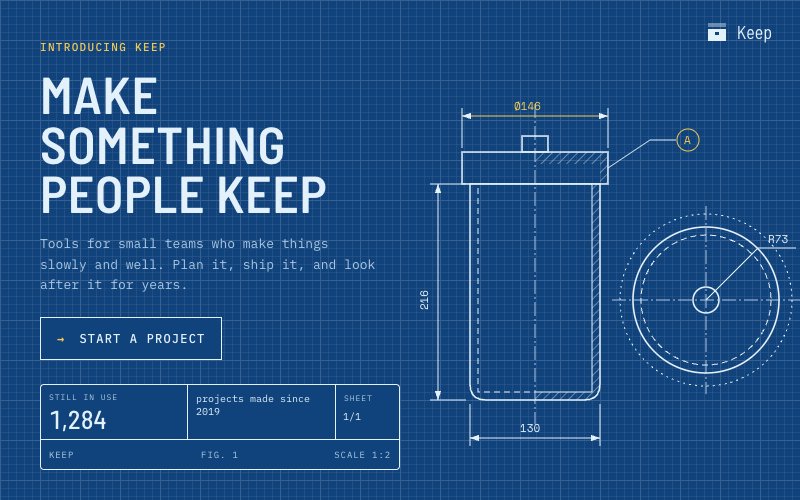 Keep
INTRODUCING KEEP
MAKE
SOMETHING
PEOPLE KEEP
Tools for small teams who make things
slowly and well. Plan it, ship it, and look
after it for years.
→ START A PROJECT
STILL IN USE
1,284
projects made since
2019
SHEET
1/1
KEEP
FIG. 1
SCALE 1:2
Ø146
A
R73
216
130